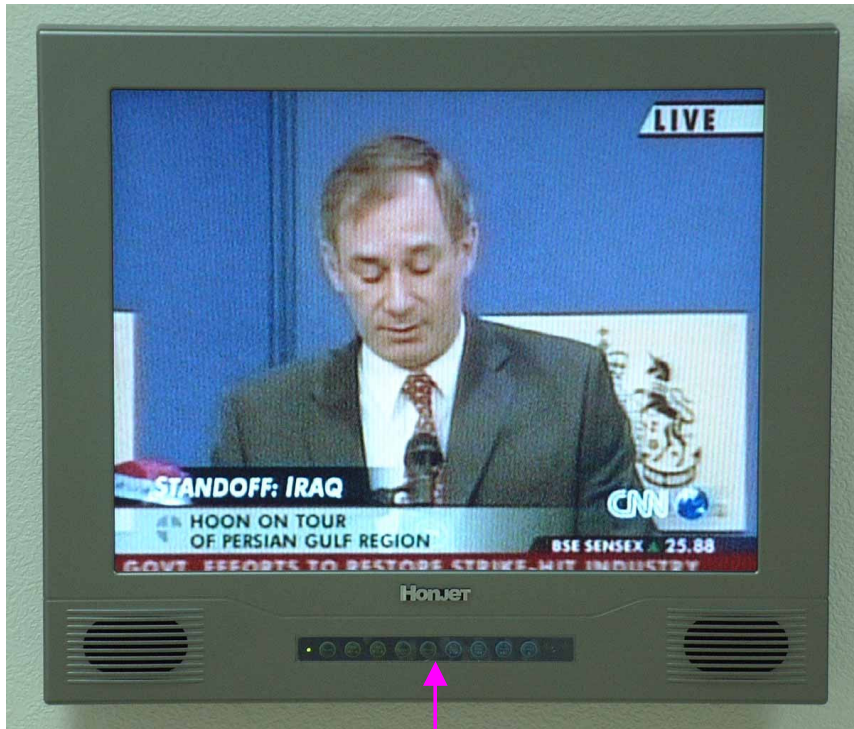 LIVE
STANDOFF: IRAQ
CNN
HOON ON TOUR
OF PERSIAN GULF REGION
BSE SENSEX ▲ 25.88
GOVT. EFFORTS TO RESTORE STRIKE-HIT INDUSTRY
Honjet